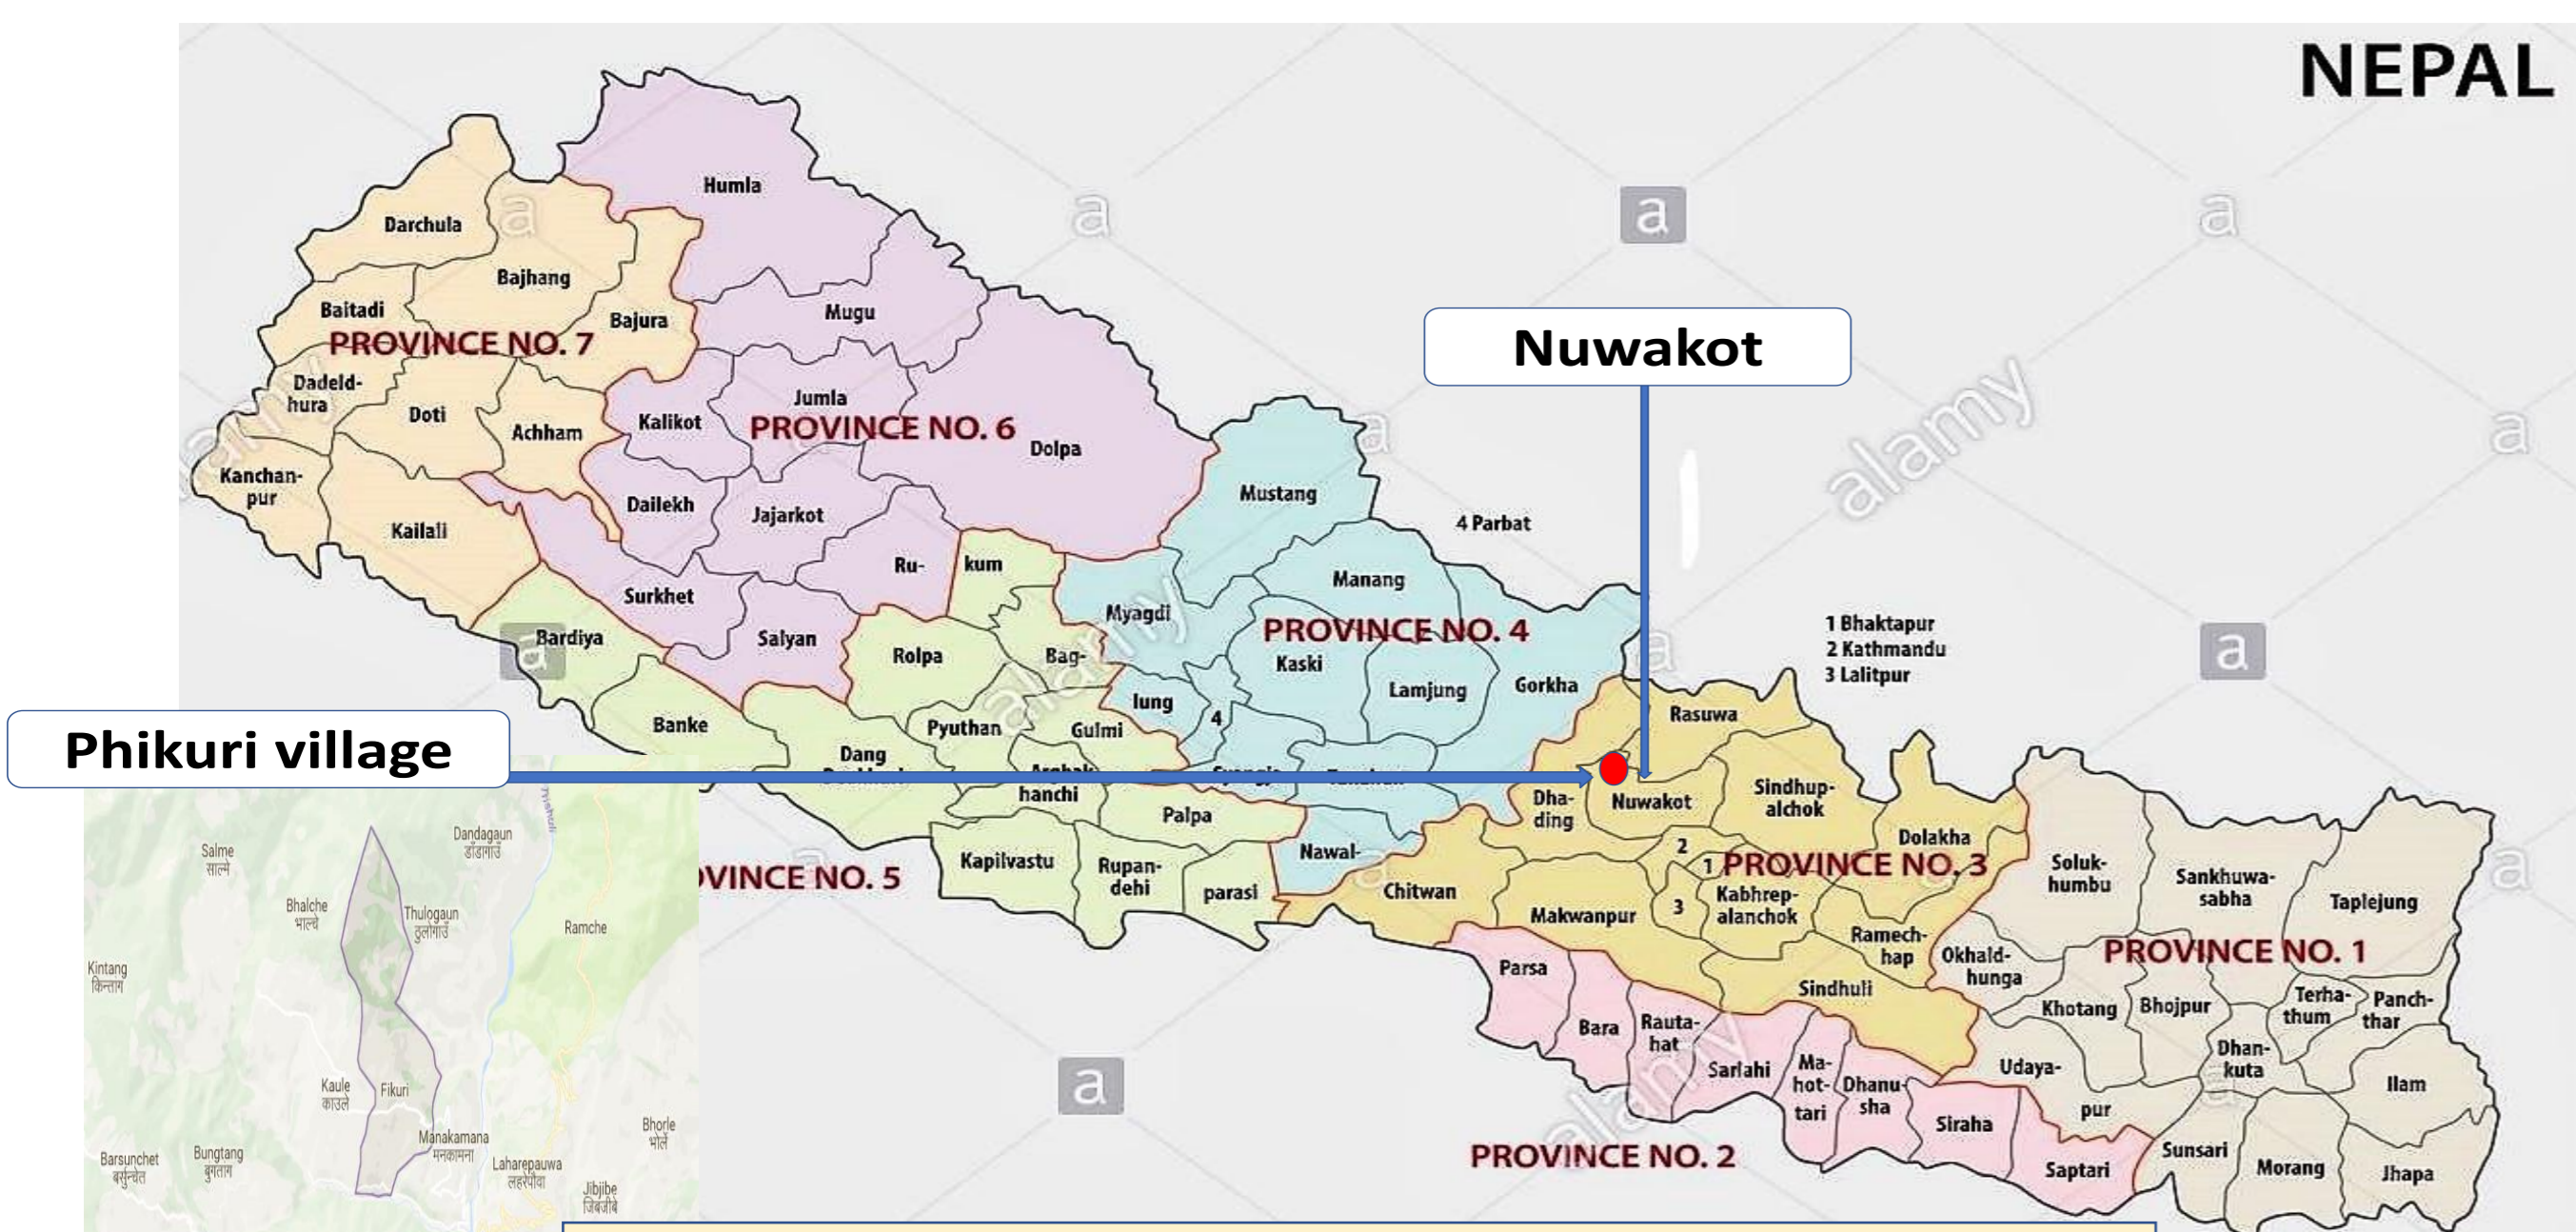 NEPAL
Humla
Darchula
Bajhang
Baitadi
Bajura
Mugu
PROVINCE NO. 7
Nuwakot
Dadeld-
hura
Doti
Achham
Kalikot
Jumla
PROVINCE NO. 6
Dolpa
Kanchan-
pur
Kailali
Dailekh
Jajarkot
Mustang
4 Parbat
alamy
Ru-
kum
Manang
Surkhet
Myagdi
PROVINCE NO. 4
1 Bhaktapur
2 Kathmandu
3 Lalitpur
Bardiya
Salyan
Rolpa
Bag-
lung
Kaski
Lamjung
Gorkha
4
Rasuwa
Banke
Pyuthan
Gulmi
Phikuri village
Dang
hanchi
Palpa
Dha-
ding
Nuwakot
Sindhup-
alchok
Dolakha
Kapilvastu
Rupan-
dehi
Nawal-
parasi
VINCE NO. 5
Chitwan
2
1
3
PROVINCE NO. 3
Makwanpur
Kabhrep-
alanchok
Ramech-
hap
Sindhuli
Soluk-
humbu
Sankhuwa-
sabha
Taplejung
PROVINCE NO. 1
Okhald-
hunga
Khotang
Bhojpur
Terha-
thum
Panch-
thar
Dhan-
kuta
Udaya-
pur
Ilam
Parsa
Bara
Rauta-
hat
Sarlahi
Ma-
hot-
tari
Dhanu-
sha
Siraha
Saptari
Sunsari
Morang
Jhapa
PROVINCE NO. 2
Dandagaun
डाँडागाउँ
Salme
साल्मे
Bhalche
भाल्चे
Thulogaun
ठुलोगाउँ
Ramche
Kintang
किन्ताग
Kaule
काउले
Fikuri
Manakamana
मनकामना
Bhorle
भोर्ले
Barsunchet
बर्सुन्चेत
Bungtang
बुगताग
Laharepauwa
लहरेपौवा
Jibjibe
जिबजीबे